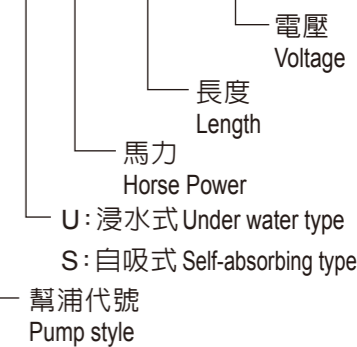 電壓
Voltage
長度
Length
馬力
Horse Power
U:浸水式 Under water type
S:自吸式 Self-absorbing type
幫浦代號
Pump style